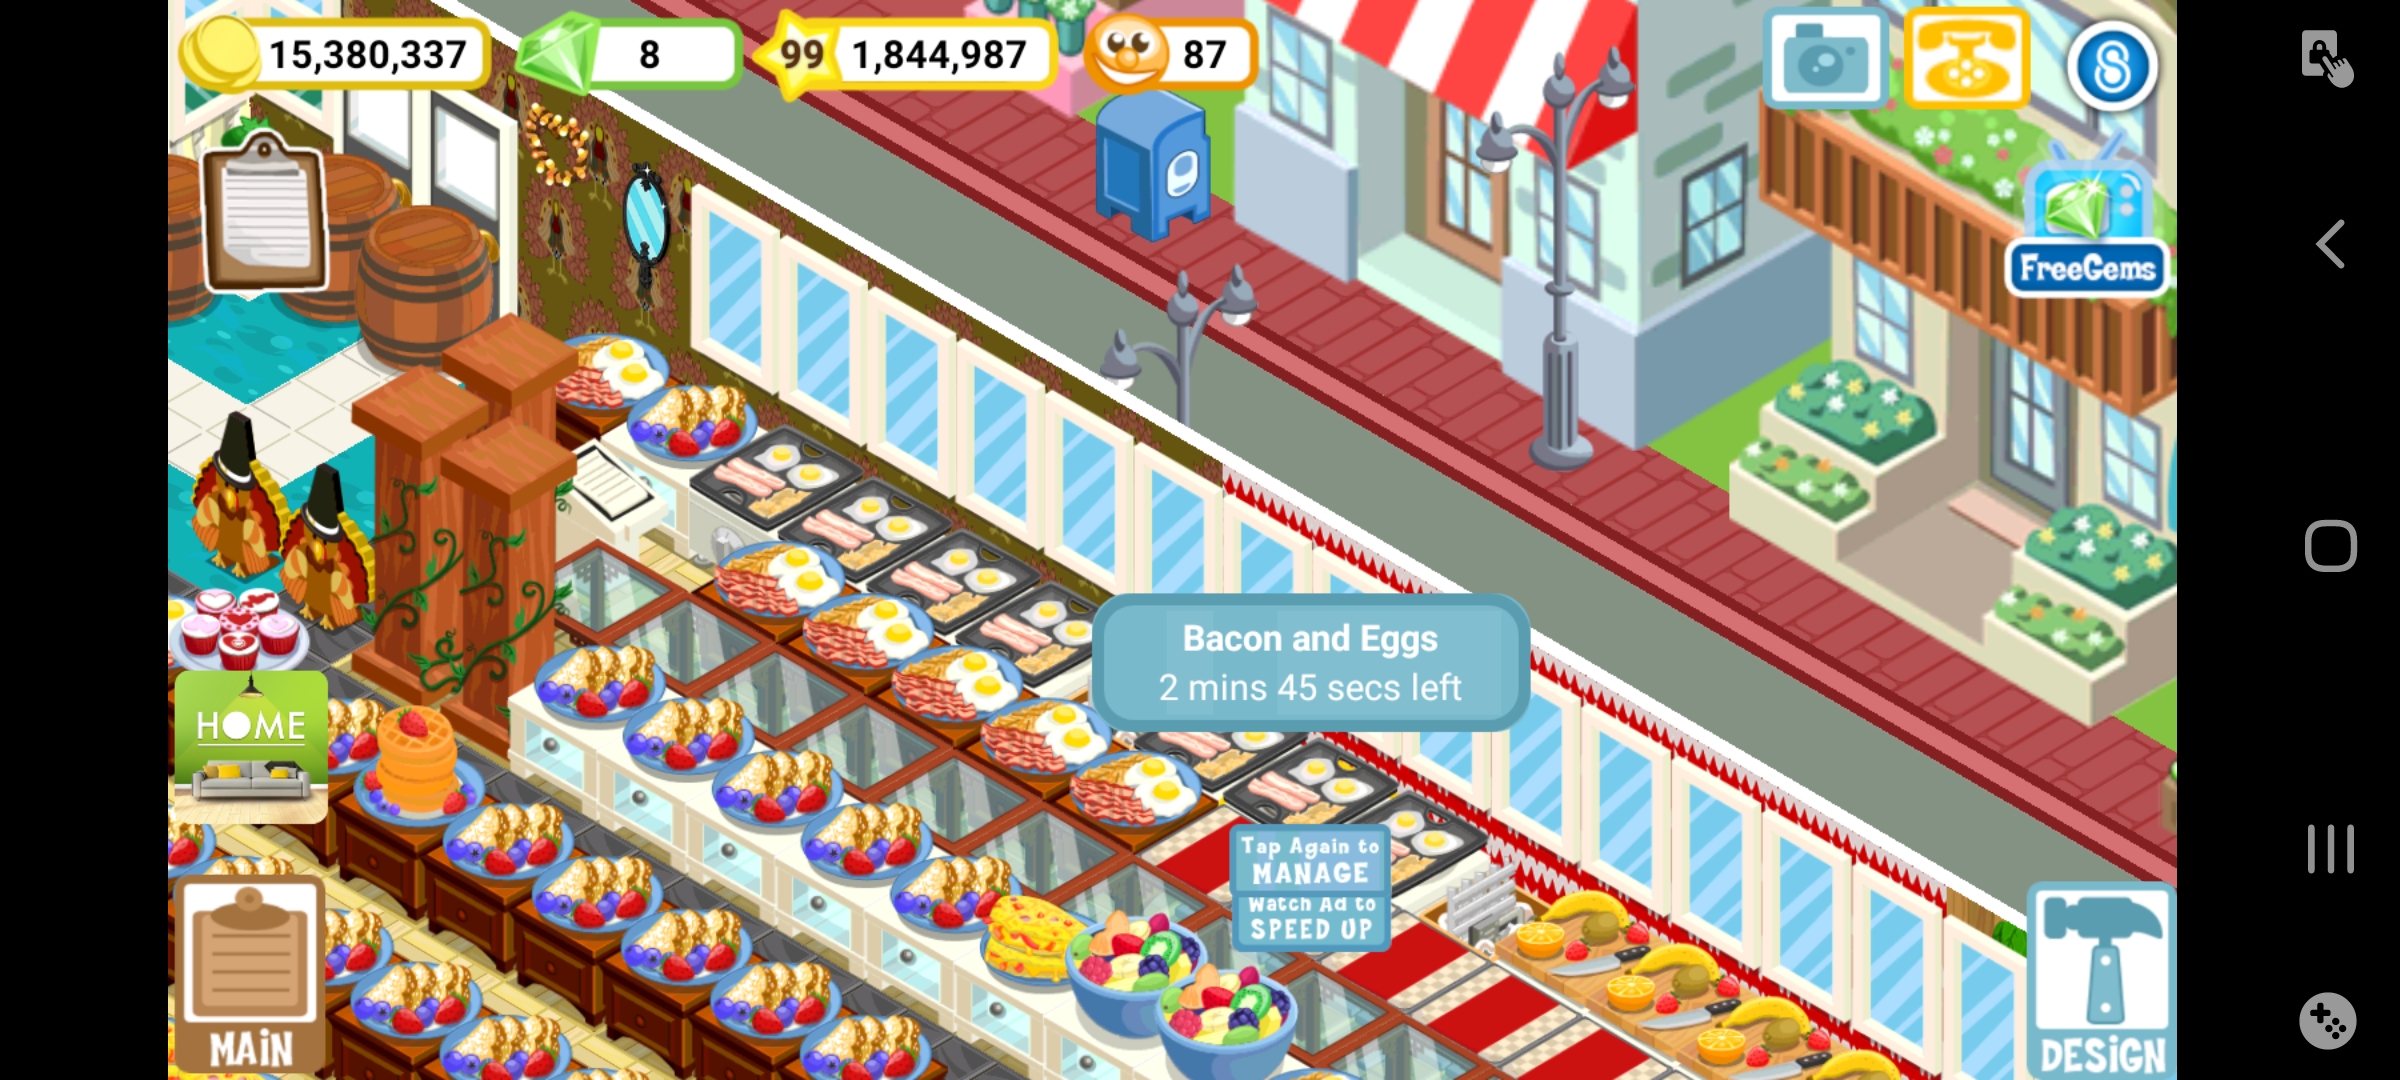 15,380,337
8
99 1,844,987
87
FreeGems
Bacon and Eggs
2 mins 45 secs left
HOME
Tap Again to
MANAGE
Watch Ad to
SPEED UP
MAiN
DESiGN